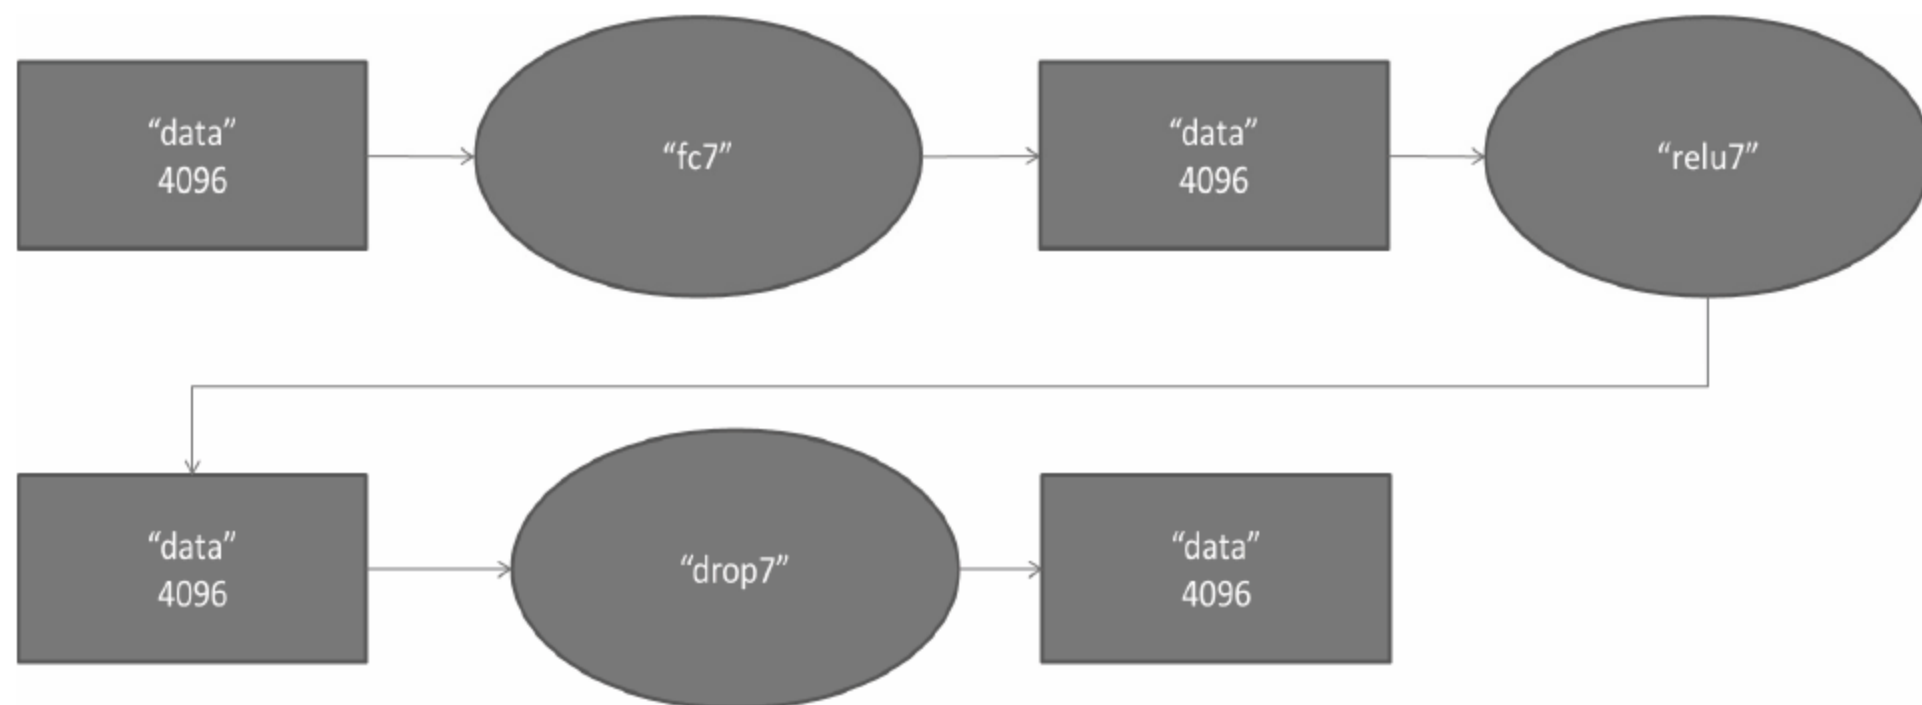 “data”
4096
“fc7”
“data”
4096
“relu7”
“data”
4096
“drop7”
“data”
4096